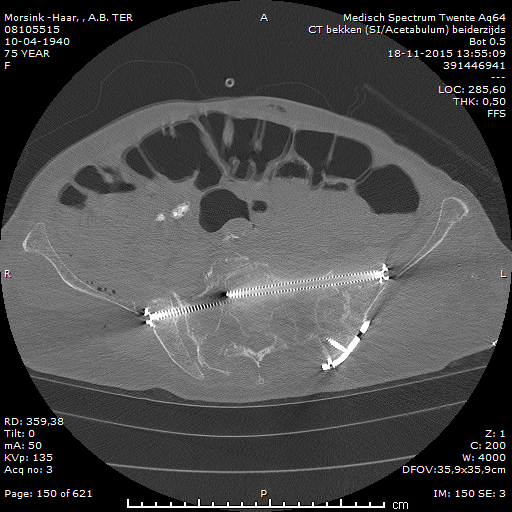 Morsink -Haar, , A.B. TER
08105515
10-04-1940
75 YEAR
F
A
Medisch Spectrum Twente Aq64
CT bekken (SI/Acetabulum) beiderzijds
Bot 0.5
18-11-2015 13:55:09
391446941
---
LOC: 285,60
THK: 0,50
FFS
R
L
RD: 359,38
Tilt: 0
mA: 50
KVp: 135
Acq no: 3
Page: 150 of 621
P
cm
Z: 1
C: 200
W: 4000
DFOV:35,9x35,9cm
IM: 150 SE: 3